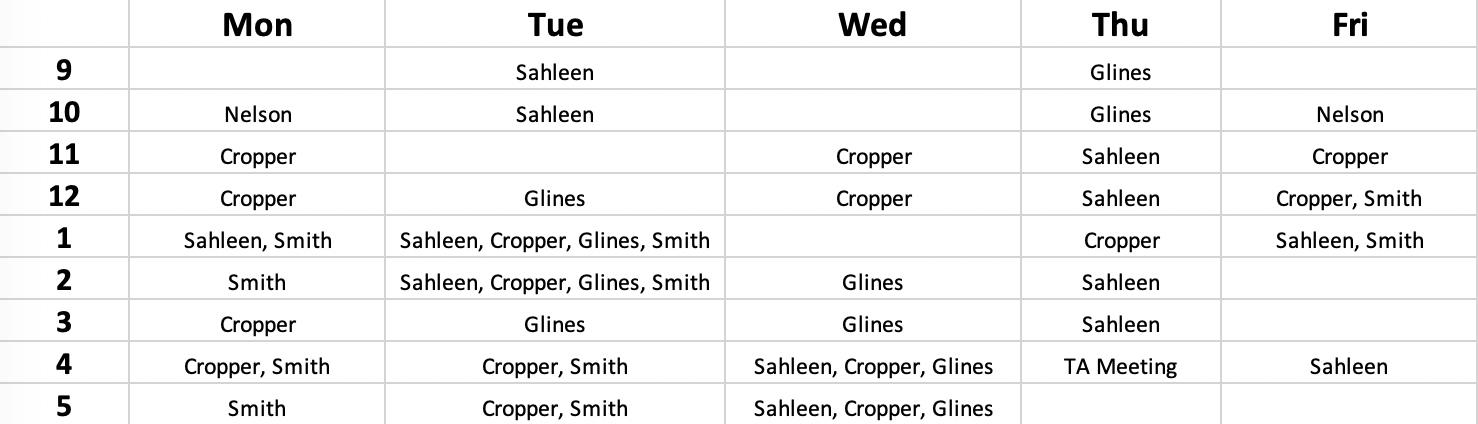 Mon Tue Wed Thu Fri
9 Sahleen Glines
10 Nelson Sahleen Glines Nelson
11 Cropper Cropper Sahleen Cropper
12 Cropper Glines Cropper Sahleen Cropper, Smith
1 Sahleen, Smith Sahleen, Cropper, Glines, Smith Cropper Sahleen, Smith
2 Smith Sahleen, Cropper, Glines, Smith Glines Sahleen
3 Cropper Glines Glines Sahleen
4 Cropper, Smith Cropper, Smith Sahleen, Cropper, Glines TA Meeting Sahleen
5 Smith Cropper, Smith Sahleen, Cropper, Glines